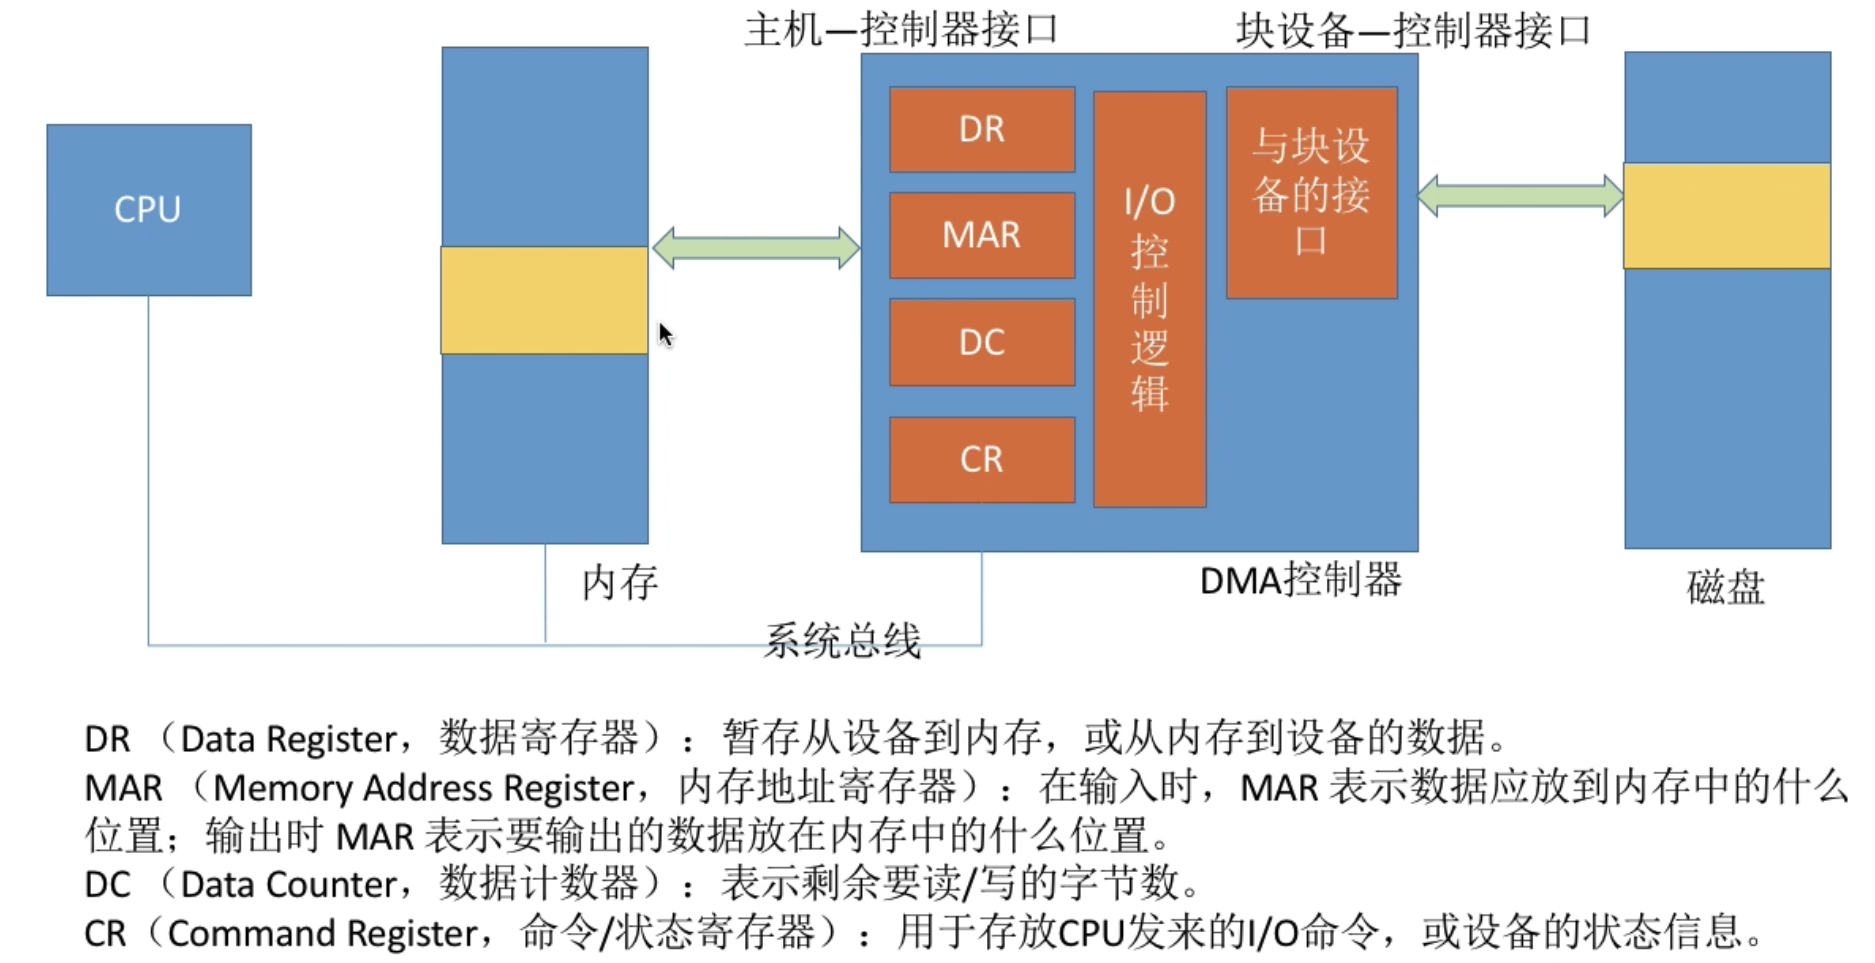 主机—控制器接口
块设备—控制器接口
CPU
DR
MAR
DC
CR
I/O
控
制
逻
辑
与块设
备的接
口
内存
DMA控制器
磁盘
系统总线
DR （Data Register，数据寄存器）：暂存从设备到内存，或从内存到设备的数据。
MAR （Memory Address Register，内存地址寄存器）：在输入时，MAR 表示数据应放到内存中的什么
位置；输出时 MAR 表示要输出的数据放在内存中的什么位置。
DC （Data Counter，数据计数器）：表示剩余要读/写的字节数。
CR（Command Register，命令/状态寄存器）：用于存放CPU发来的I/O命令，或设备的状态信息。